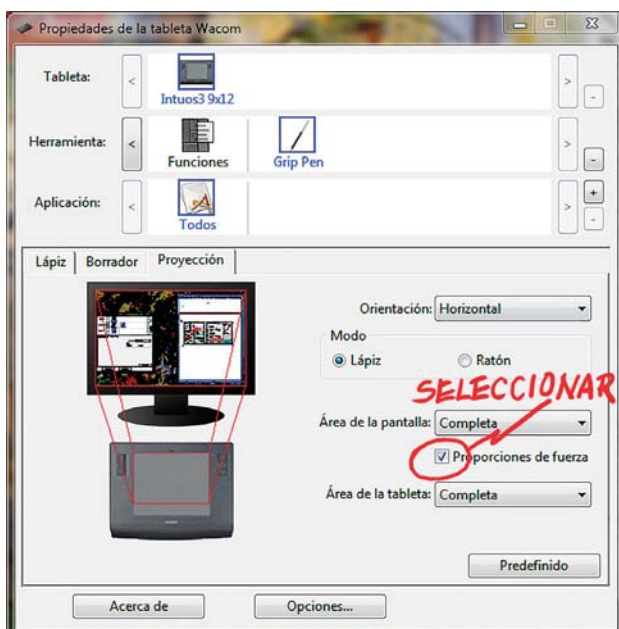 Propiedades de la tableta Wacom
Tableta:
Intuos3 9x12
Herramienta:
Funciones
Grip Pen
Aplicación:
Todos
Lápiz
Borrador
Proyección
Orientación: Horizontal
Modo
Lápiz
Ratón
SELECCIONAR
Área de la pantalla: Completa
Proporciones de fuerza
Área de la tableta: Completa
Predefinido
Acerca de
Opciones...